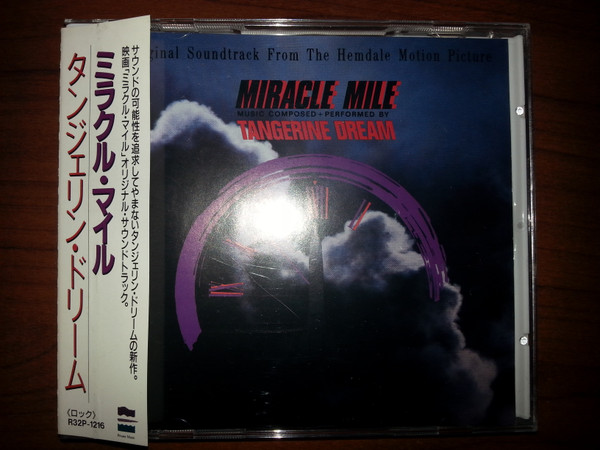 ミラクル・マイル
タンジェリン・ドリーム
サウンドの可能性を追求してやまないタンジェリン・ドリームの新作。
映画「ミラクル・マイル」オリジナル・サウンドトラック。
〈ロック〉
R32P-1216
Soundtrack From The Hemdale Motion Picture
MIRACLE MILE
MUSIC COMPOSED + PERFORMED BY
TANGERINE DREAM